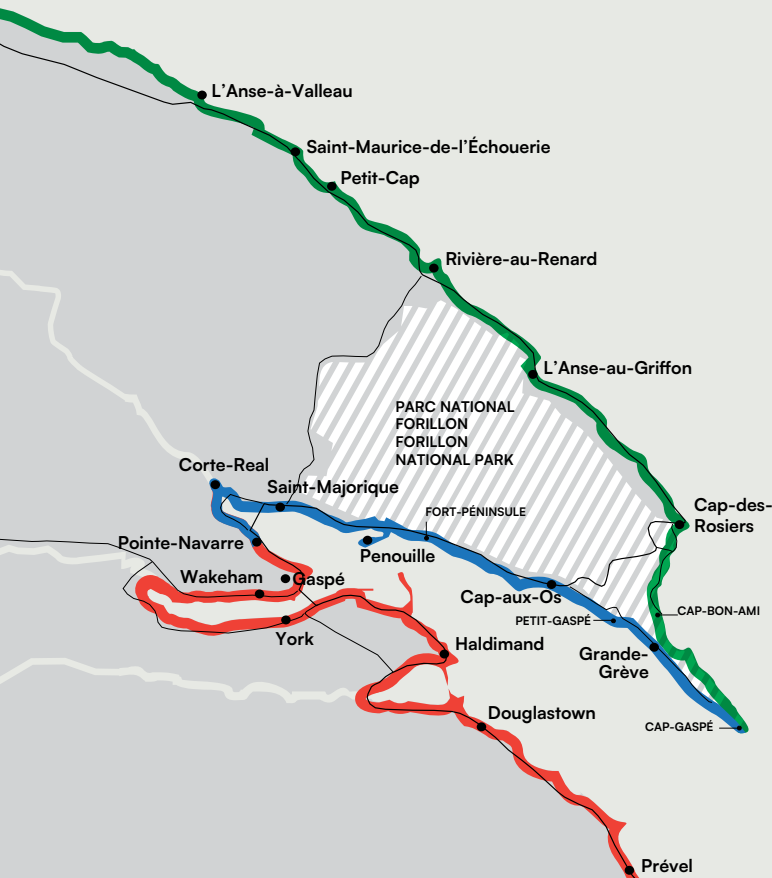 L'Anse-à-Valleau
Saint-Maurice-de-l'Échouerie
Petit-Cap
Rivière-au-Renard
L'Anse-au-Griffon
PARC NATIONAL
FORILLON
FORILLON
NATIONAL PARK
Corte-Real
Saint-Majorique
Cap-des-
Rosiers
FORT-PÉNINSULE
Pointe-Navarre
Penouille
Wakeham
Gaspé
Cap-aux-Os
CAP-BON-AMI
PETIT-GASPÉ
York
Haldimand
Grande-
Grève
Douglastown
CAP-GASPÉ
Prével